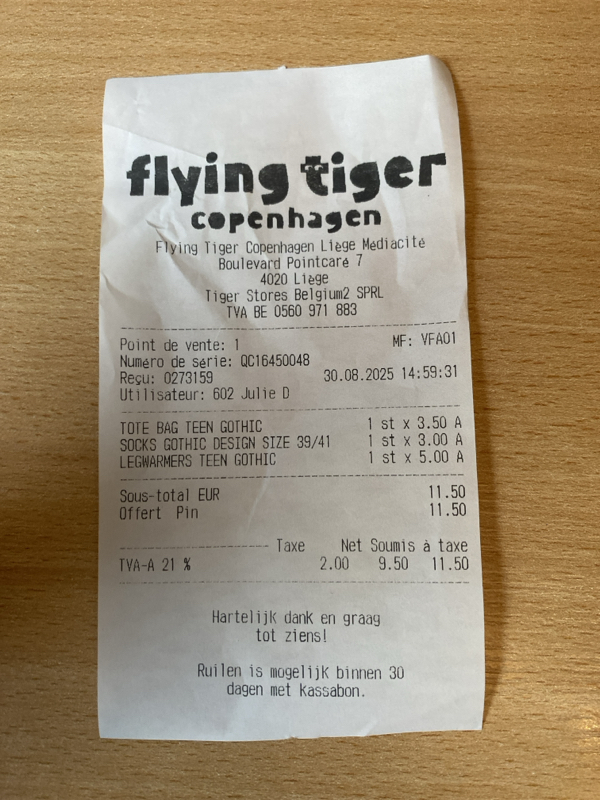 flying tiger
copenhagen
Flying Tiger Copenhagen Liège Médiacité
Boulevard Pointcaré 7
4020 Liège
Tiger Stores Belgium2 SPRL
TVA BE 0560 971 883
Point de vente: 1 MF: VFA01
Numéro de série: QC16450048
Reçu: 0273159 30.08.2025 14:59:31
Utilisateur: 602 Julie D
TOTE BAG TEEN GOTHIC 1 st x 3.50 A
SOCKS GOTHIC DESIGN SIZE 39/41 1 st x 3.00 A
LEGWARMERS TEEN GOTHIC 1 st x 5.00 A
Sous-total EUR 11.50
Offert Pin 11.50
Taxe Net Soumis à taxe
TVA-A 21 % 2.00 9.50 11.50
Hartelijk dank en graag
tot ziens!
Ruilen is mogelijk binnen 30
dagen met kassabon.